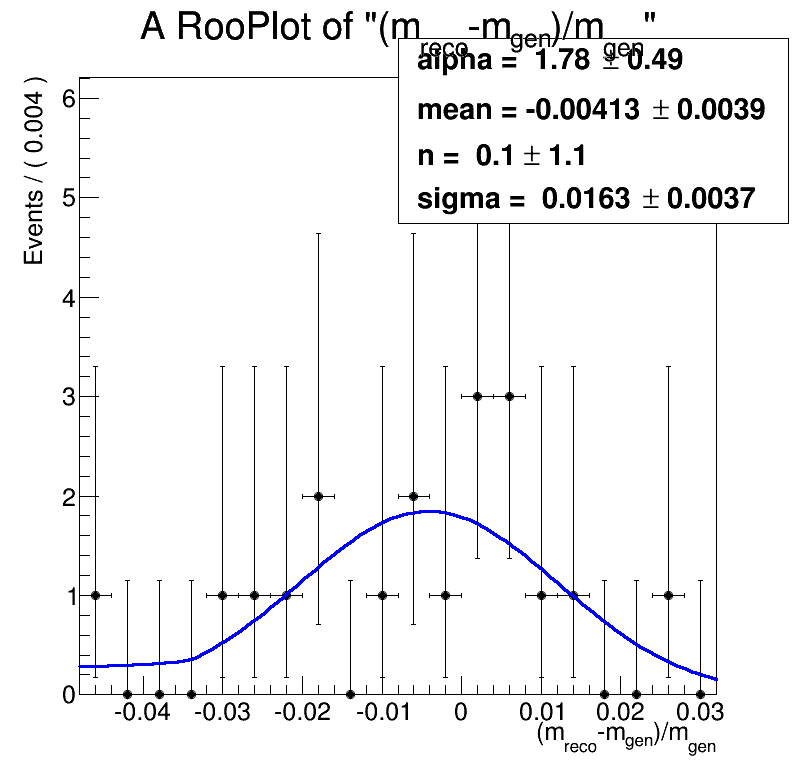 A RooPlot of "(m_reco-m_gen)/m_gen"
alpha = 1.78 ± 0.49
mean = -0.00413 ± 0.0039
n = 0.1 ± 1.1
sigma = 0.0163 ± 0.0037
Events / ( 0.004 )
6
5
4
3
2
1
0
-0.04 -0.03 -0.02 -0.01 0 0.01 0.02 0.03
(m_reco-m_gen)/m_gen